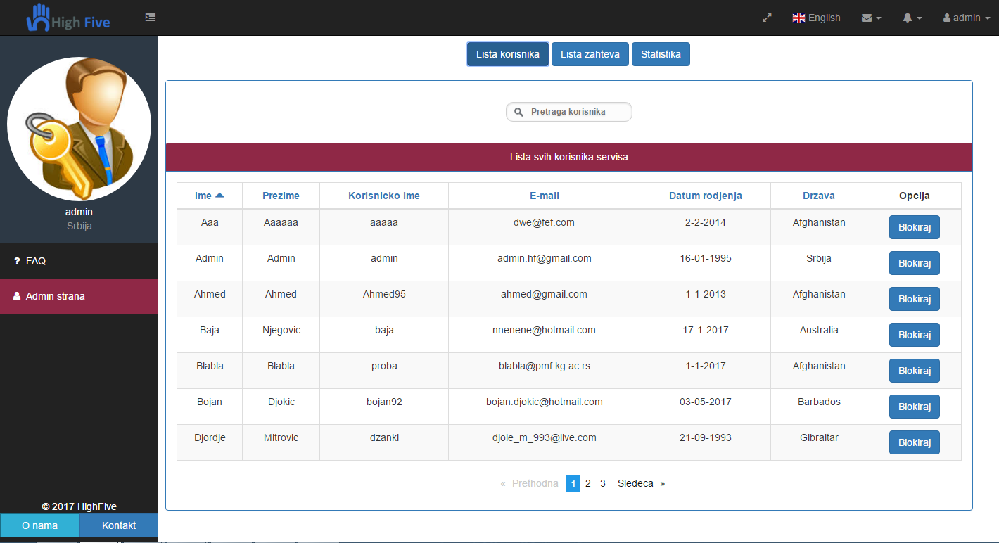 High Five
English
admin
Lista korisnika Lista zahteva Statistika
admin
Srbija
? FAQ
Admin strana
© 2017 HighFive
O nama Kontakt
Pretraga korisnika
Lista svih korisnika servisa
Ime Prezime Korisnicko ime E-mail Datum rodjenja Drzava Opcija
Aaa Aaaaaa aaaaa dwe@fef.com 2-2-2014 Afghanistan Blokiraj
Admin Admin admin admin.hf@gmail.com 16-01-1995 Srbija Blokiraj
Ahmed Ahmed Ahmed95 ahmed@gmail.com 1-1-2013 Afghanistan Blokiraj
Baja Njegovic baja nnenene@hotmail.com 17-1-2017 Australia Blokiraj
Blabla Blabla proba blabla@pmf.kg.ac.rs 1-1-2017 Afghanistan Blokiraj
Bojan Djokic bojan92 bojan.djokic@hotmail.com 03-05-2017 Barbados Blokiraj
Djordje Mitrovic dzanki djole_m_993@live.com 21-09-1993 Gibraltar Blokiraj
« Prethodna 1 2 3 Sledeca »